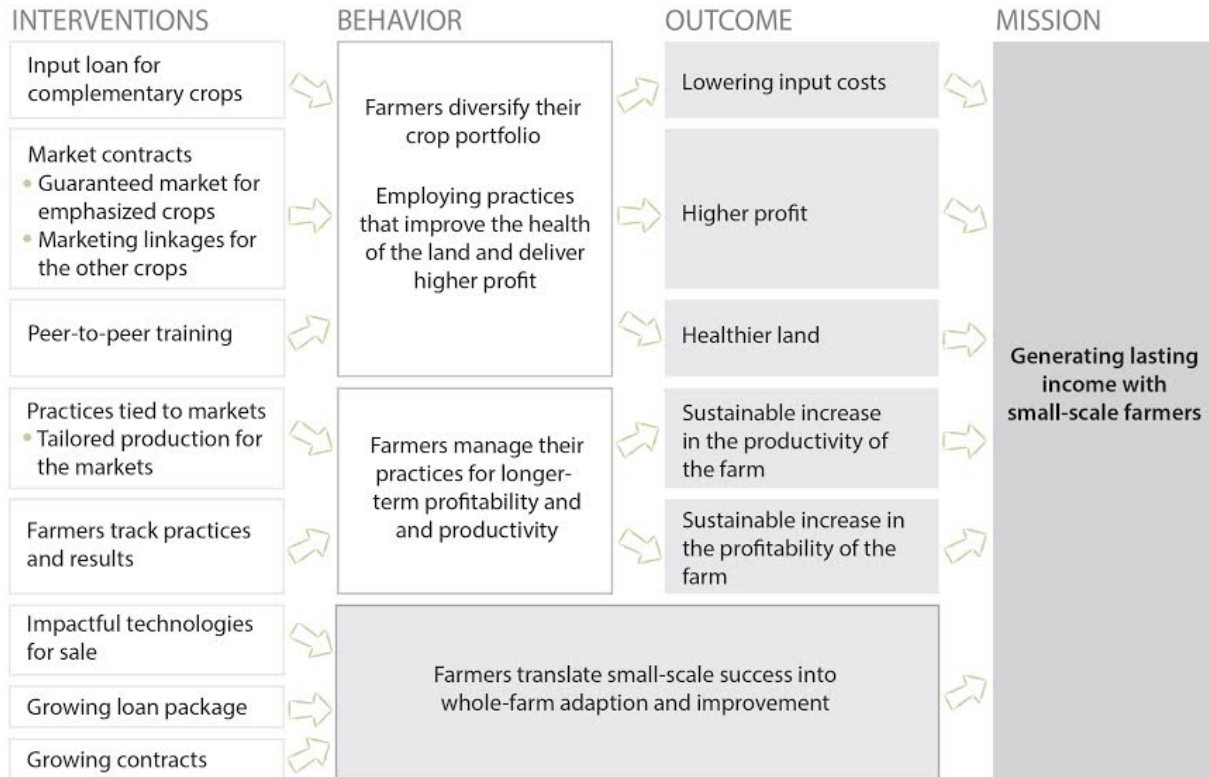 INTERVENTIONS
BEHAVIOR
OUTCOME
MISSION
Input loan for
complementary crops
Market contracts
• Guaranteed market for
emphasized crops
• Marketing linkages for
the other crops
Peer-to-peer training
Farmers diversify their
crop portfolio
Employing practices
that improve the health
of the land and deliver
higher profit
Lowering input costs
Higher profit
Healthier land
Practices tied to markets
• Tailored production for
the markets
Farmers track practices
and results
Farmers manage their
practices for longer-
term profitability and
and productivity
Sustainable increase
in the productivity of
the farm
Sustainable increase in
the profitability of the
farm
Impactful technologies
for sale
Growing loan package
Growing contracts
Farmers translate small-scale success into
whole-farm adaption and improvement
Generating lasting
income with
small-scale farmers